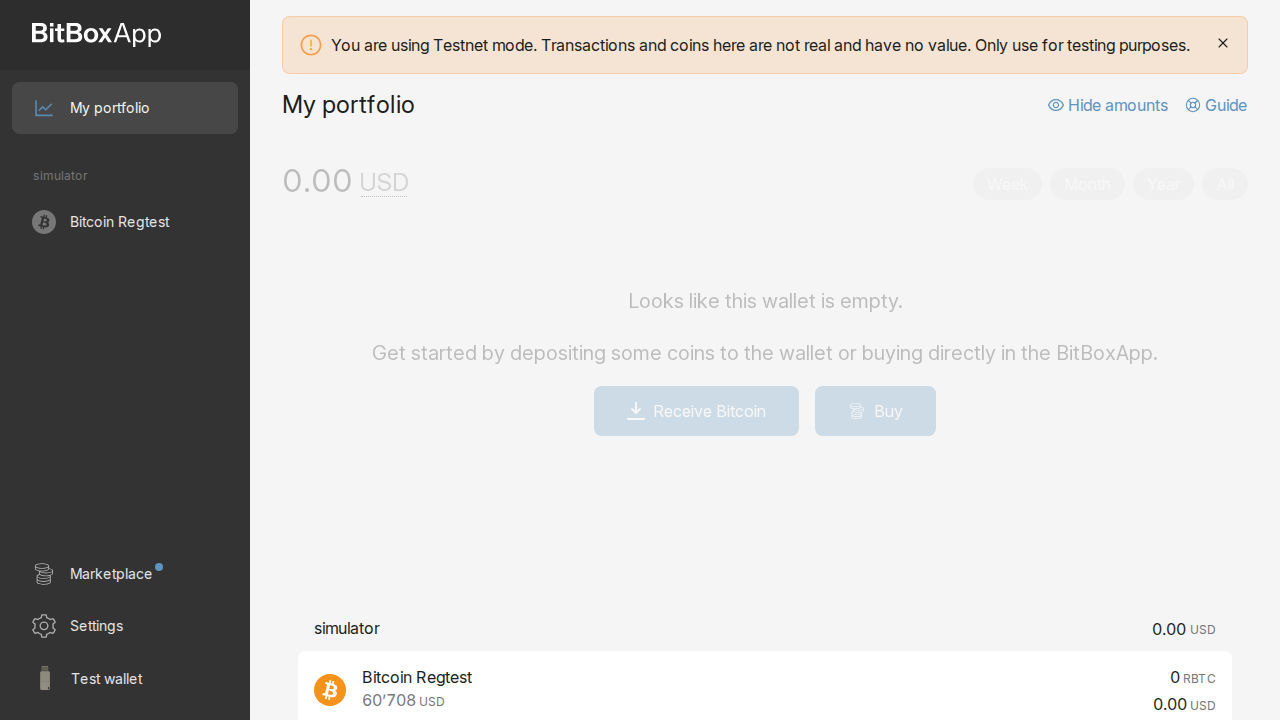 BitBoxApp
My portfolio
simulator
Bitcoin Regtest
Marketplace
Settings
Test wallet
You are using Testnet mode. Transactions and coins here are not real and have no value. Only use for testing purposes.
My portfolio
Hide amounts
Guide
0.00 USD
Week
Month
Year
All
Looks like this wallet is empty.
Get started by depositing some coins to the wallet or buying directly in the BitBoxApp.
Receive Bitcoin
Buy
simulator
0.00 USD
Bitcoin Regtest
0 RBTC
60’708 USD
0.00 USD